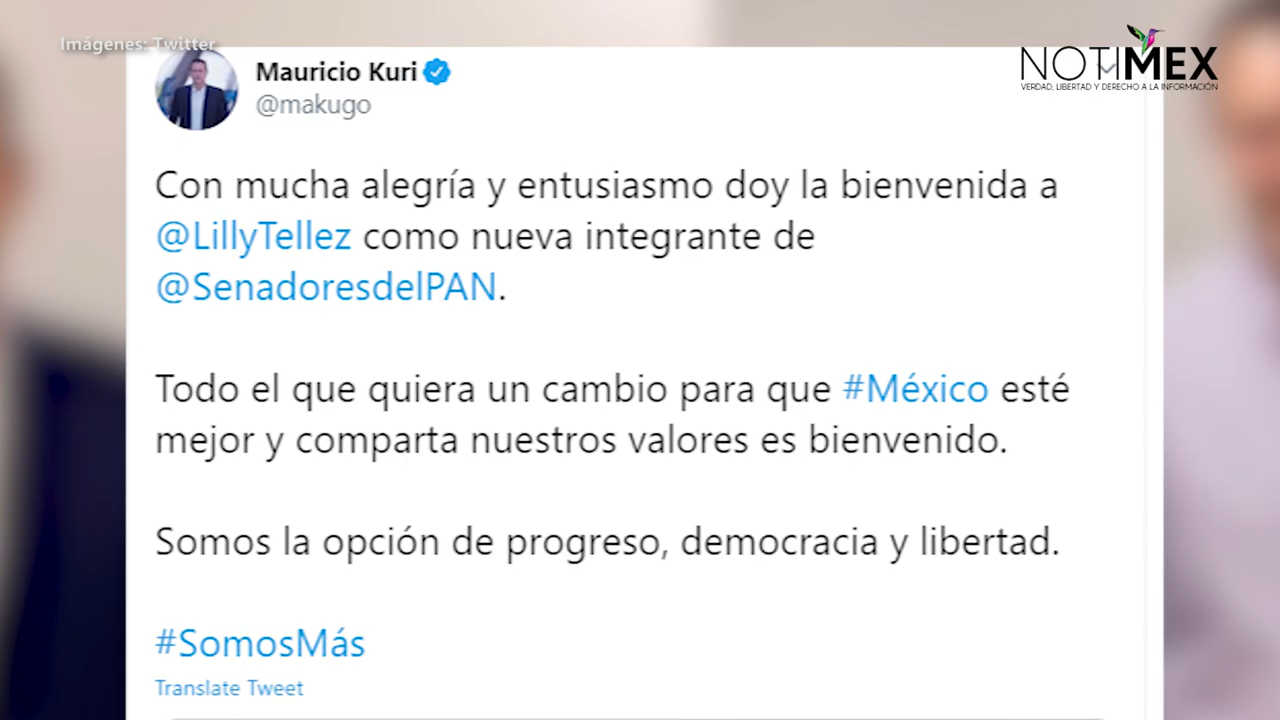 Imágenes: Twitter
NOTIMEX
VERDAD, LIBERTAD Y DERECHO A LA INFORMACIÓN
Mauricio Kuri
@makugo
Con mucha alegría y entusiasmo doy la bienvenida a
@LillyTellez como nueva integrante de
@SenadoresdelPAN.
Todo el que quiera un cambio para que #México esté
mejor y comparta nuestros valores es bienvenido.
Somos la opción de progreso, democracia y libertad.
#SomosMás
Translate Tweet